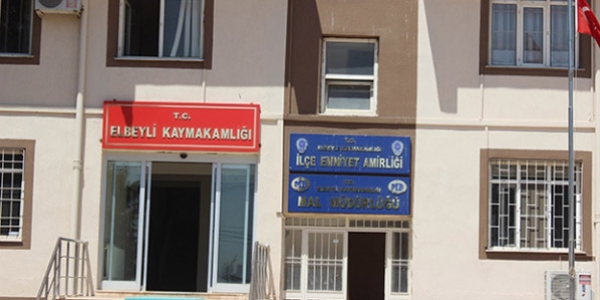 T.C.
ElBEYLİ KAYMAKAMLIĞI
T.C.
İLÇE EMNİYET AMİRLİĞİ
T.C.
MAL MÜDÜRLÜĞÜ